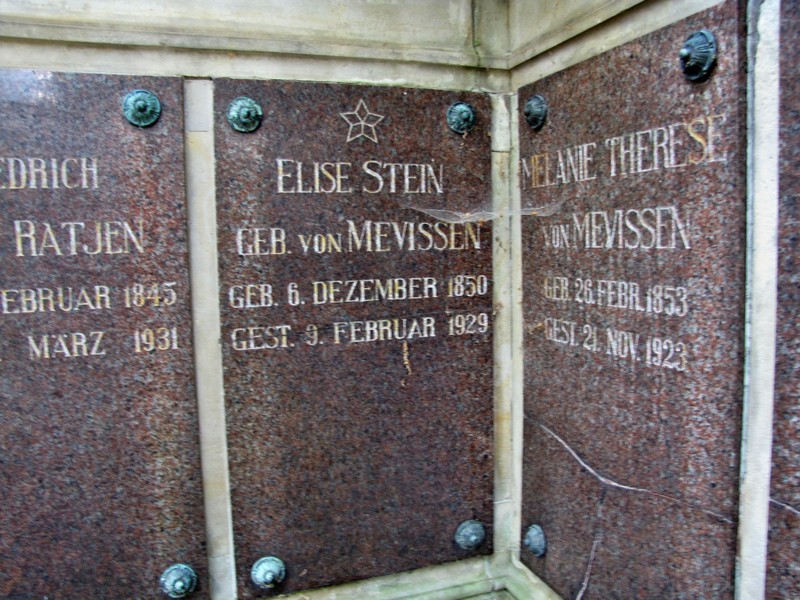 EDRICH
RATJEN
EBRUAR 1845
MÄRZ 1931
ELISE STEIN
GEB. VON MEVISSEN
GEB. 6. DEZEMBER 1850
GEST. 9. FEBRUAR 1929
MELANIE THERESE
VON MEVISSEN
GEB. 26. FEBR. 1853
GEST. 21. NOV. 1923